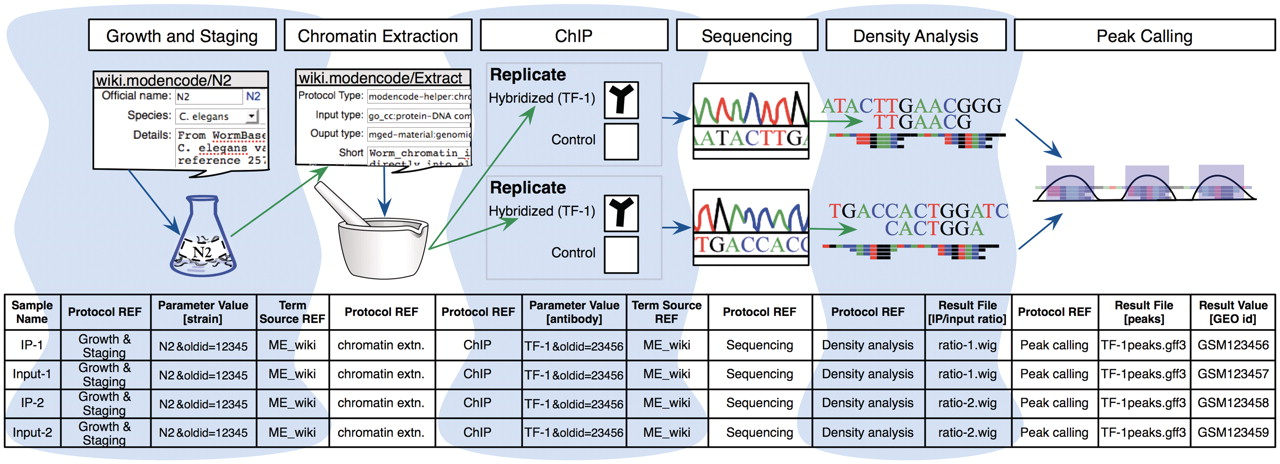 Growth and Staging
Chromatin Extraction
ChIP
Sequencing
Density Analysis
Peak Calling
wiki.modencode/N2
Official name: N2 N2
Species: C. elegans
Details: From WormBase
C. elegans va
reference 25
N2
wiki.modencode/Extract
Protocol Type: modencode-helper:chro
Input type: go_cc:protein-DNA com
Ouput type: mged-material:genomic
Short Worm_chromatin_i
directly into el
Replicate
Hybridized (TF-1)
Control
Replicate
Hybridized (TF-1)
Control
AATACTTGA
TGACCACC
ATACTTGAACGGG
TTGAACG
TGACCACTGGATC
CACTGGA
Sample Name Protocol REF Parameter Value [strain] Term Source REF Protocol REF Protocol REF Parameter Value [antibody] Term Source REF Protocol REF Protocol REF Result File [IP/input ratio] Protocol REF Result File [peaks] Result Value [GEO id]
IP-1 Growth & Staging N2&oldid=12345 ME_wiki chromatin extn. ChIP TF-1&oldid=23456 ME_wiki Sequencing Density analysis ratio-1.wig Peak calling TF-1peaks.gff3 GSM123456
Input-1 Growth & Staging N2&oldid=12345 ME_wiki chromatin extn. ChIP TF-1&oldid=23456 ME_wiki Sequencing Density analysis ratio-1.wig Peak calling TF-1peaks.gff3 GSM123457
IP-2 Growth & Staging N2&oldid=12345 ME_wiki chromatin extn. ChIP TF-1&oldid=23456 ME_wiki Sequencing Density analysis ratio-2.wig Peak calling TF-1peaks.gff3 GSM123458
Input-2 Growth & Staging N2&oldid=12345 ME_wiki chromatin extn. ChIP TF-1&oldid=23456 ME_wiki Sequencing Density analysis ratio-2.wig Peak calling TF-1peaks.gff3 GSM123459